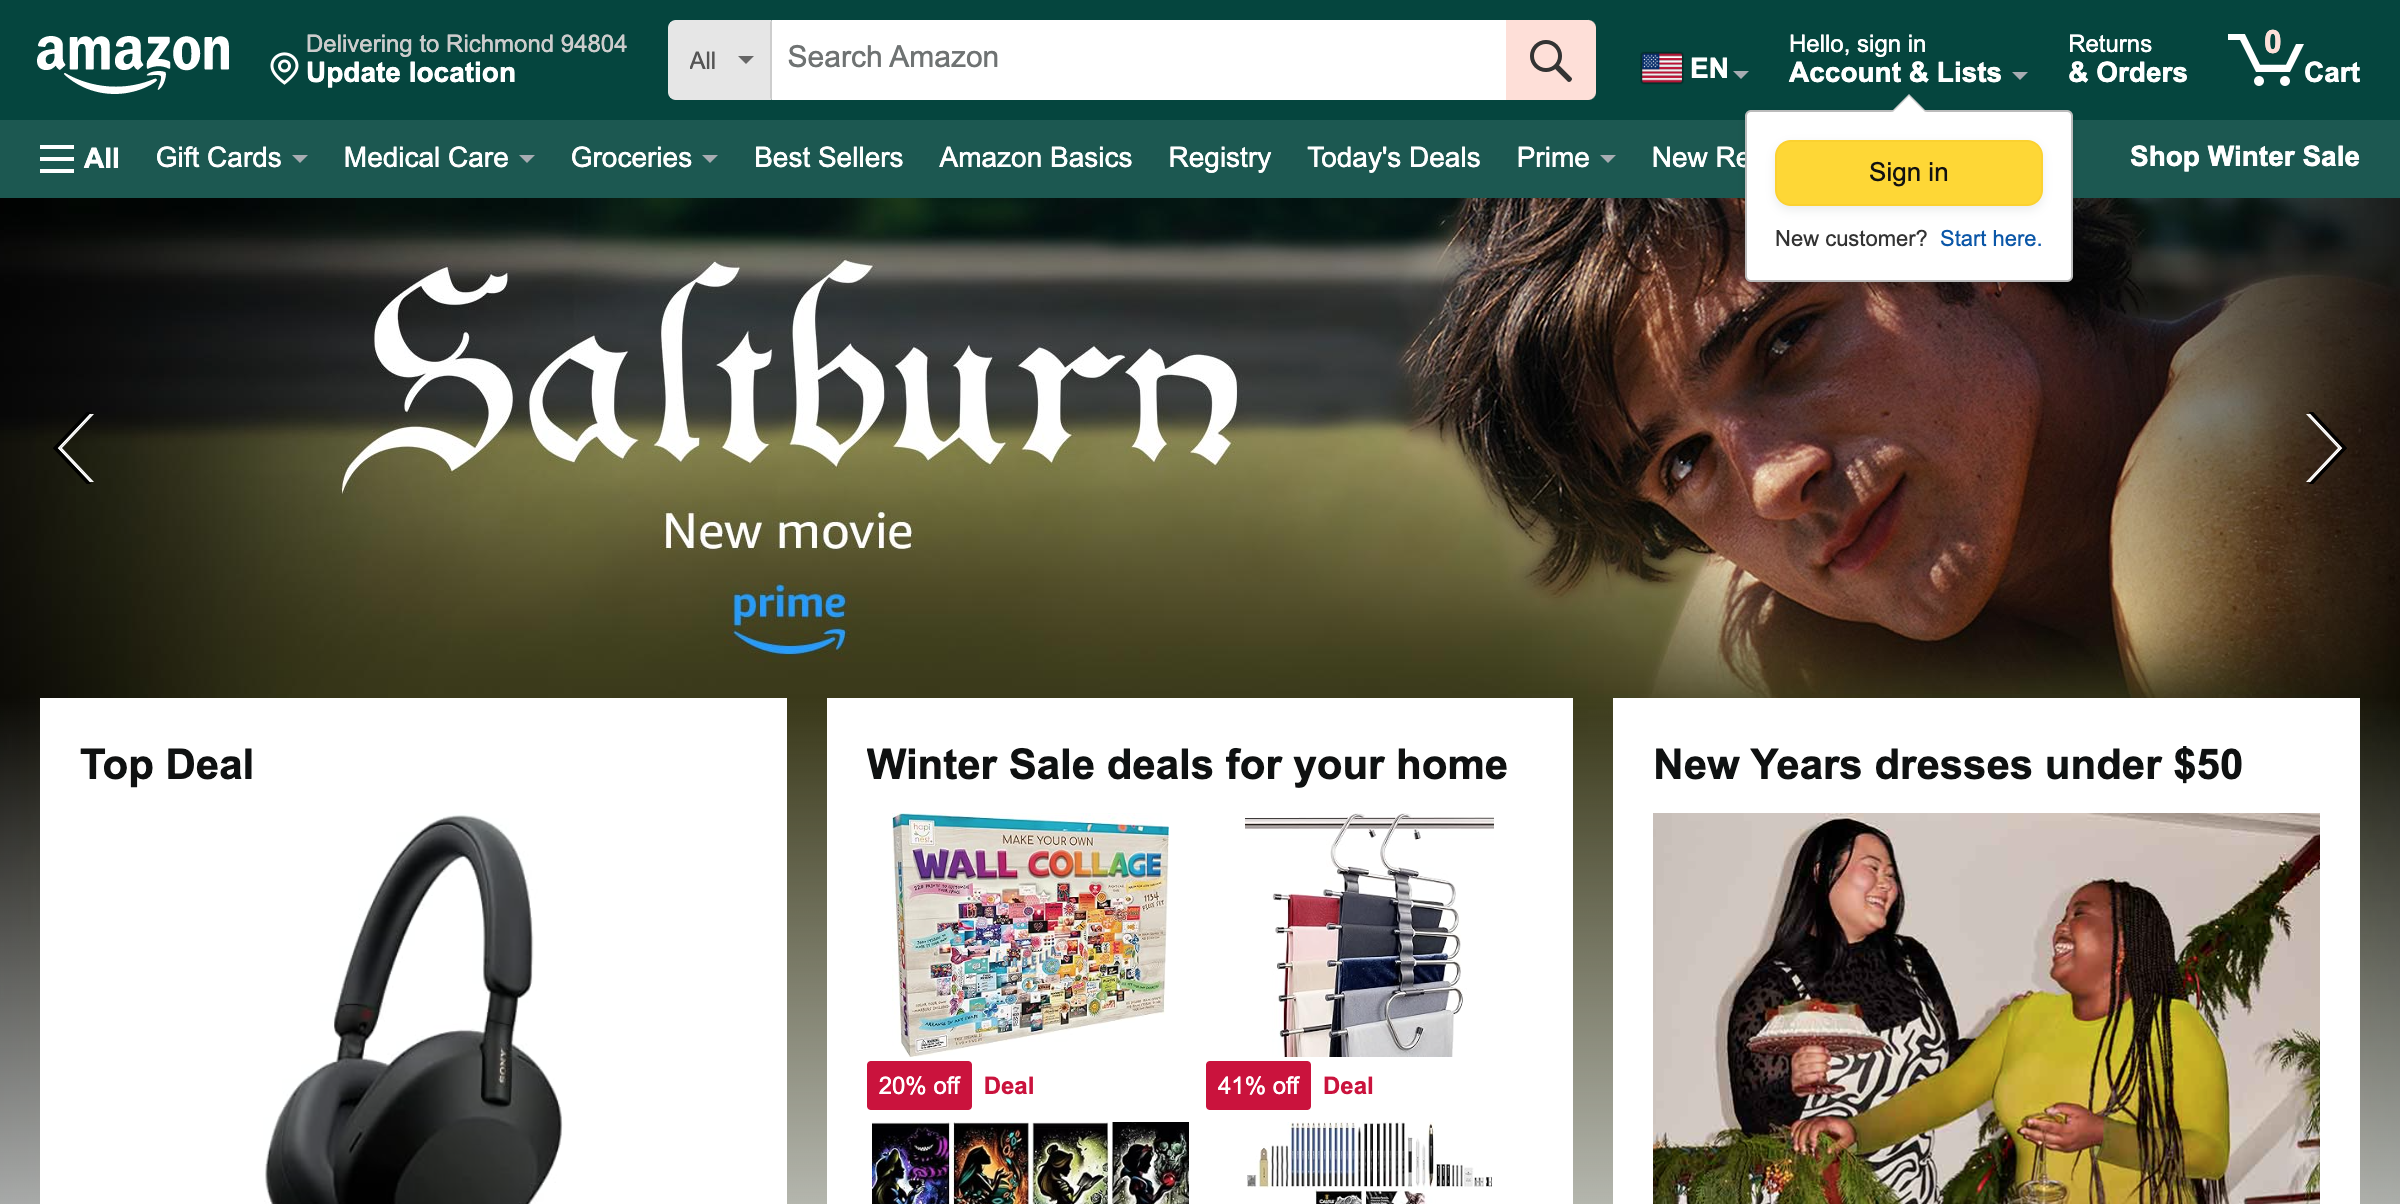 amazon
Delivering to Richmond 94804
Update location
All
Search Amazon
EN
Hello, sign in
Account & Lists
Returns
& Orders
0
Cart
All
Gift Cards
Medical Care
Groceries
Best Sellers
Amazon Basics
Registry
Today's Deals
Prime
New Re
Shop Winter Sale
Sign in
New customer? Start here.
Saltburn
New movie
prime
Top Deal
SONY
Winter Sale deals for your home
hapi
nest
MAKE YOUR OWN
WALL COLLAGE
20% off
Deal
41% off
Deal
New Years dresses under $50